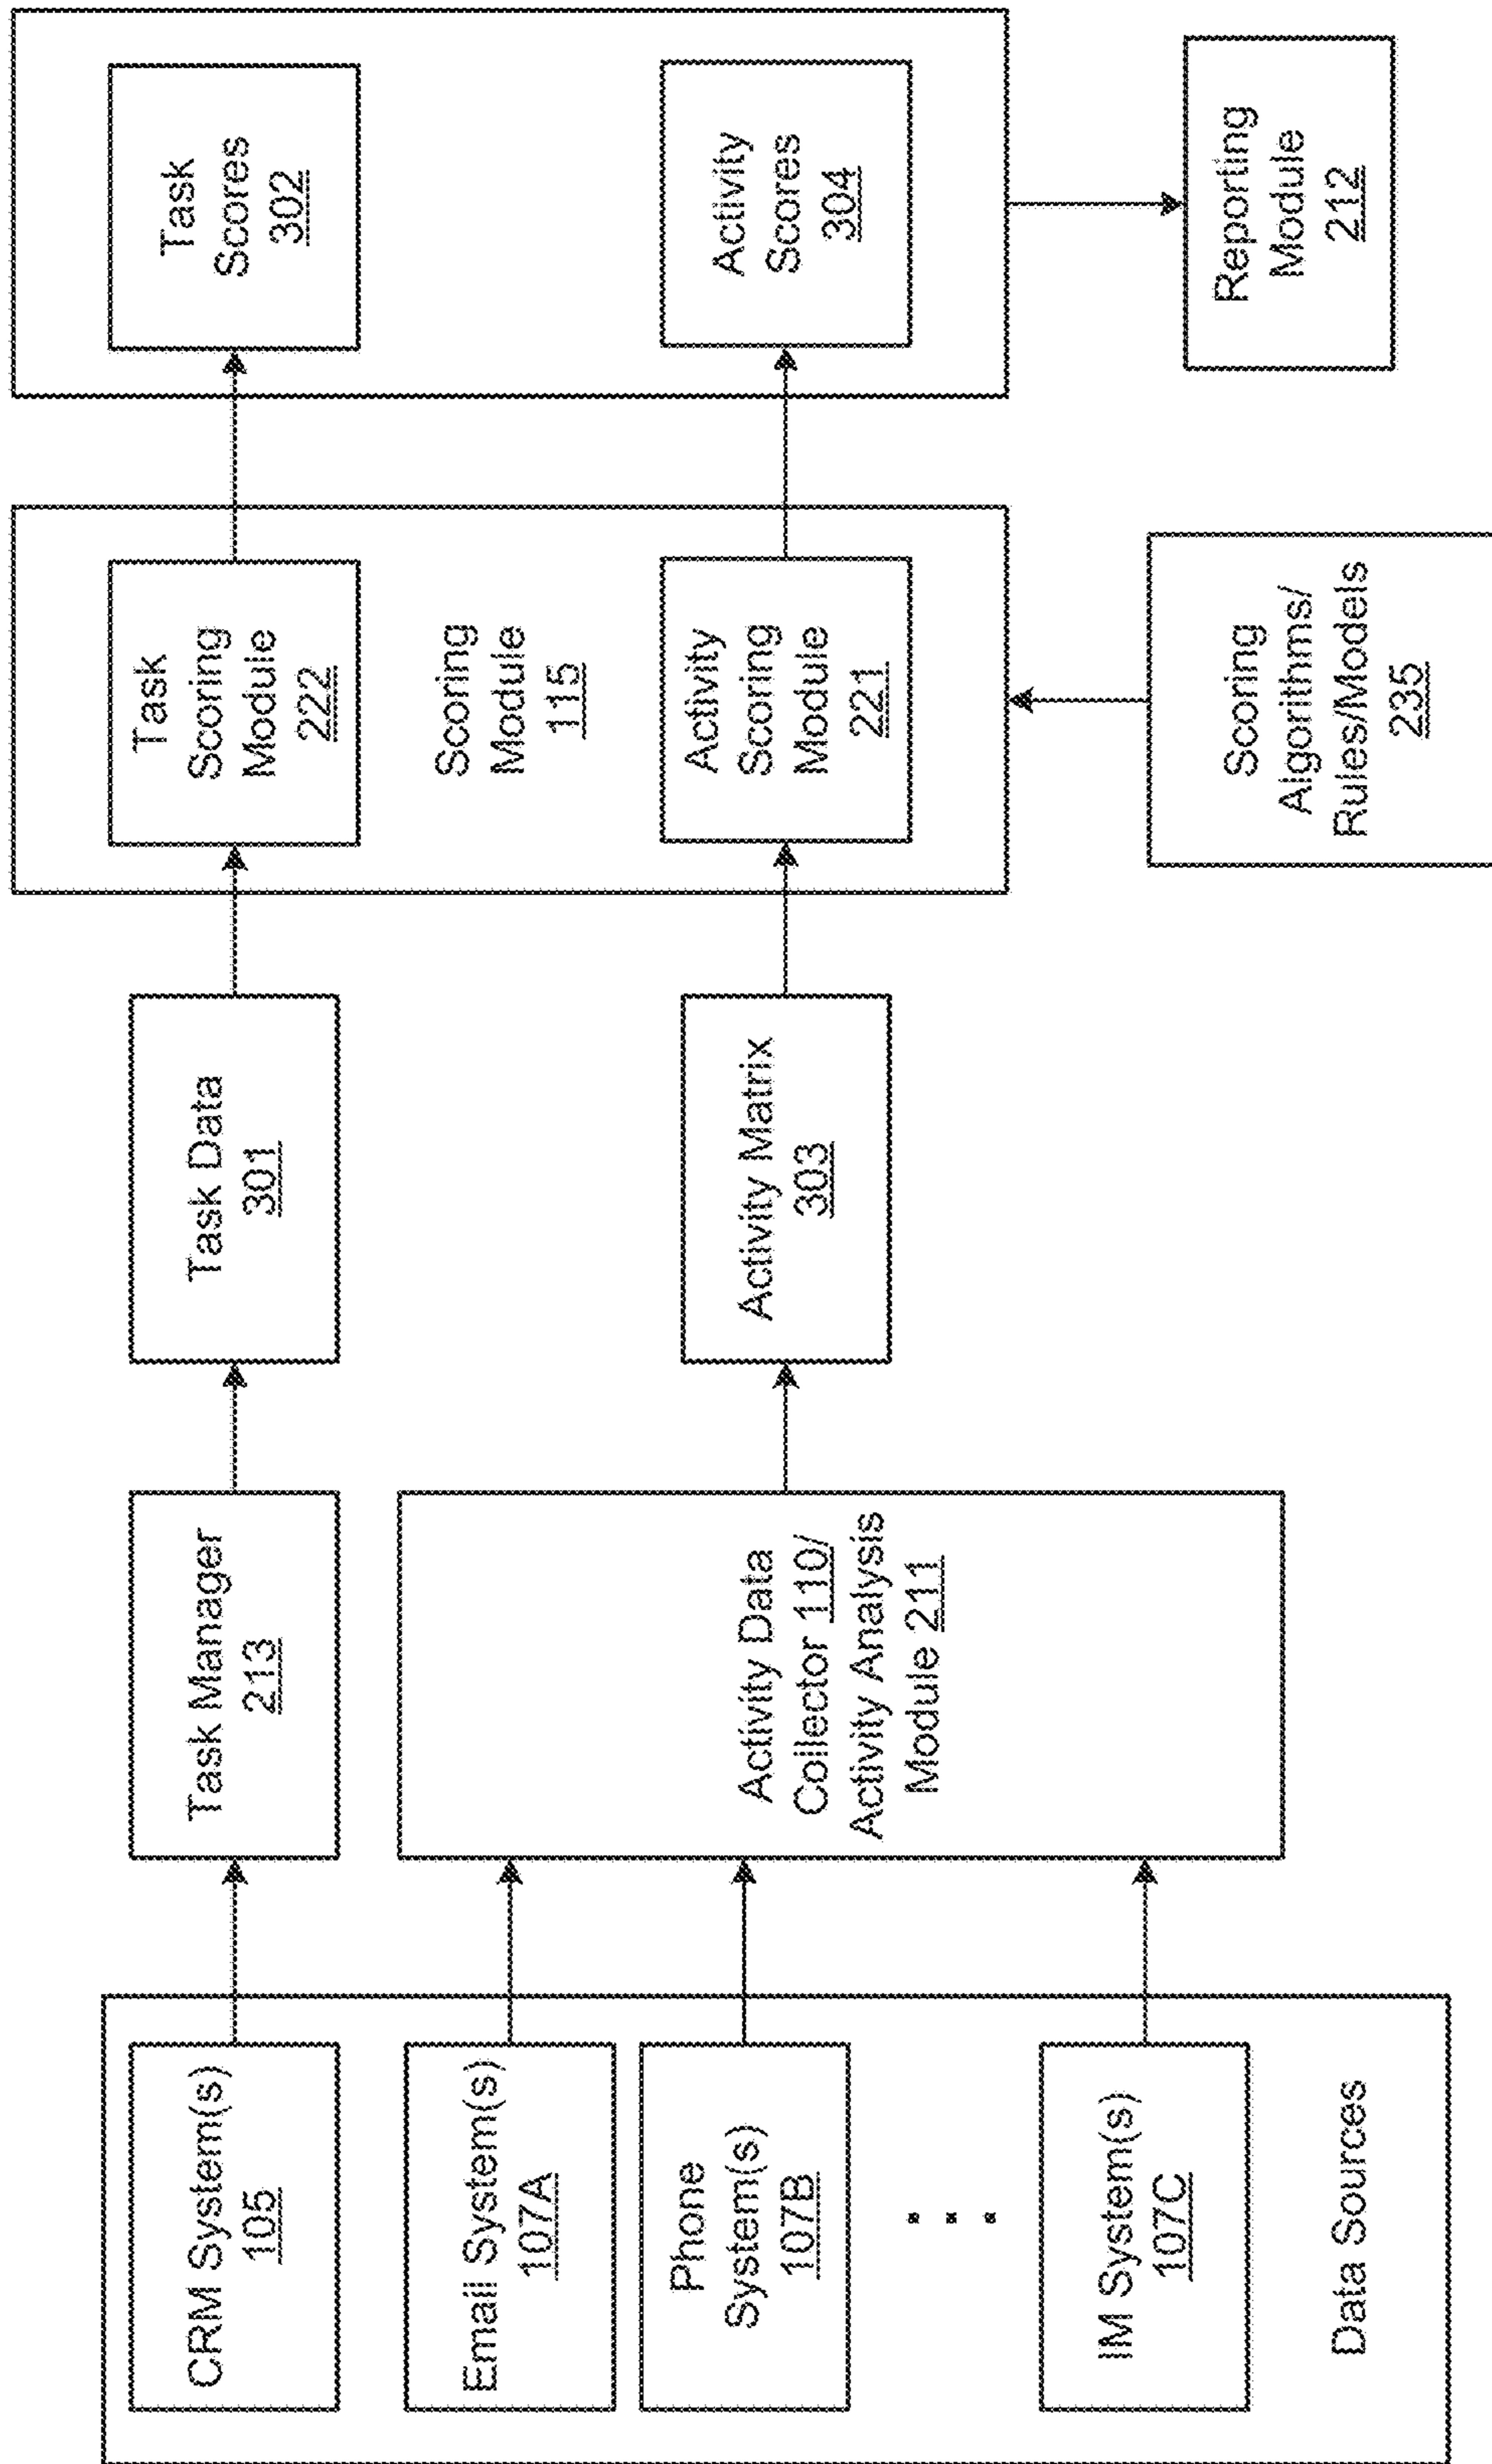 CRM System(s)
105
Email System(s)
107A
Phone
System(s)
107B
IM System(s)
107C
Data Sources
Task Manager
213
Activity Data
Collector 110/
Activity Analysis
Module 211
Task Data
301
Activity Matrix
303
Task
Scoring
Module
222
Scoring
Module
115
Activity
Scoring
Module
221
Scoring
Algorithms/
Rules/Models
235
Task
Scores
302
Activity
Scores
304
Reporting
Module
212